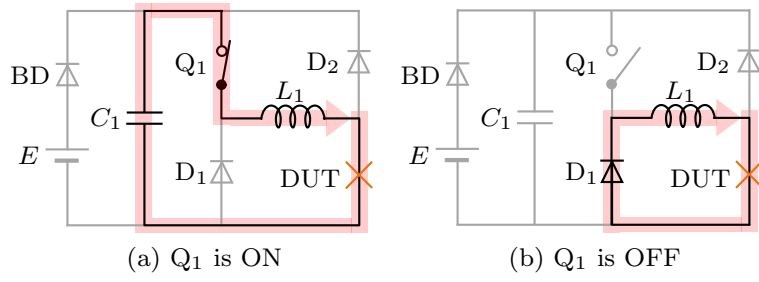 BD
Q1
D2
L1
C1
E
D1
DUT
(a) Q1 is ON
BD
Q1
D2
L1
C1
E
D1
DUT
(b) Q1 is OFF